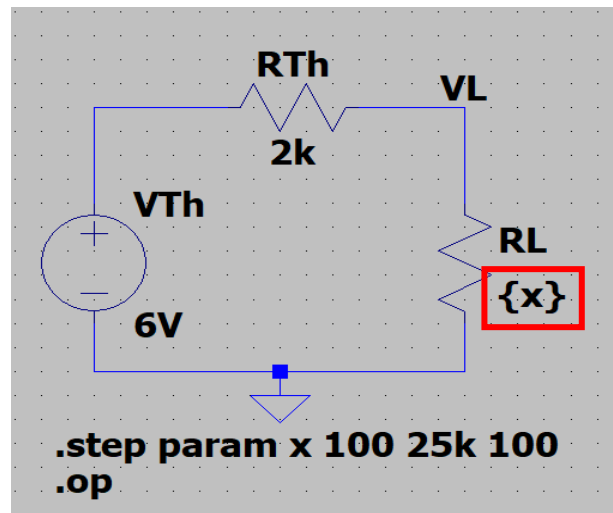 RTh
VL
2k
VTh
RL
{x}
6V
.step param x 100 25k 100
.op